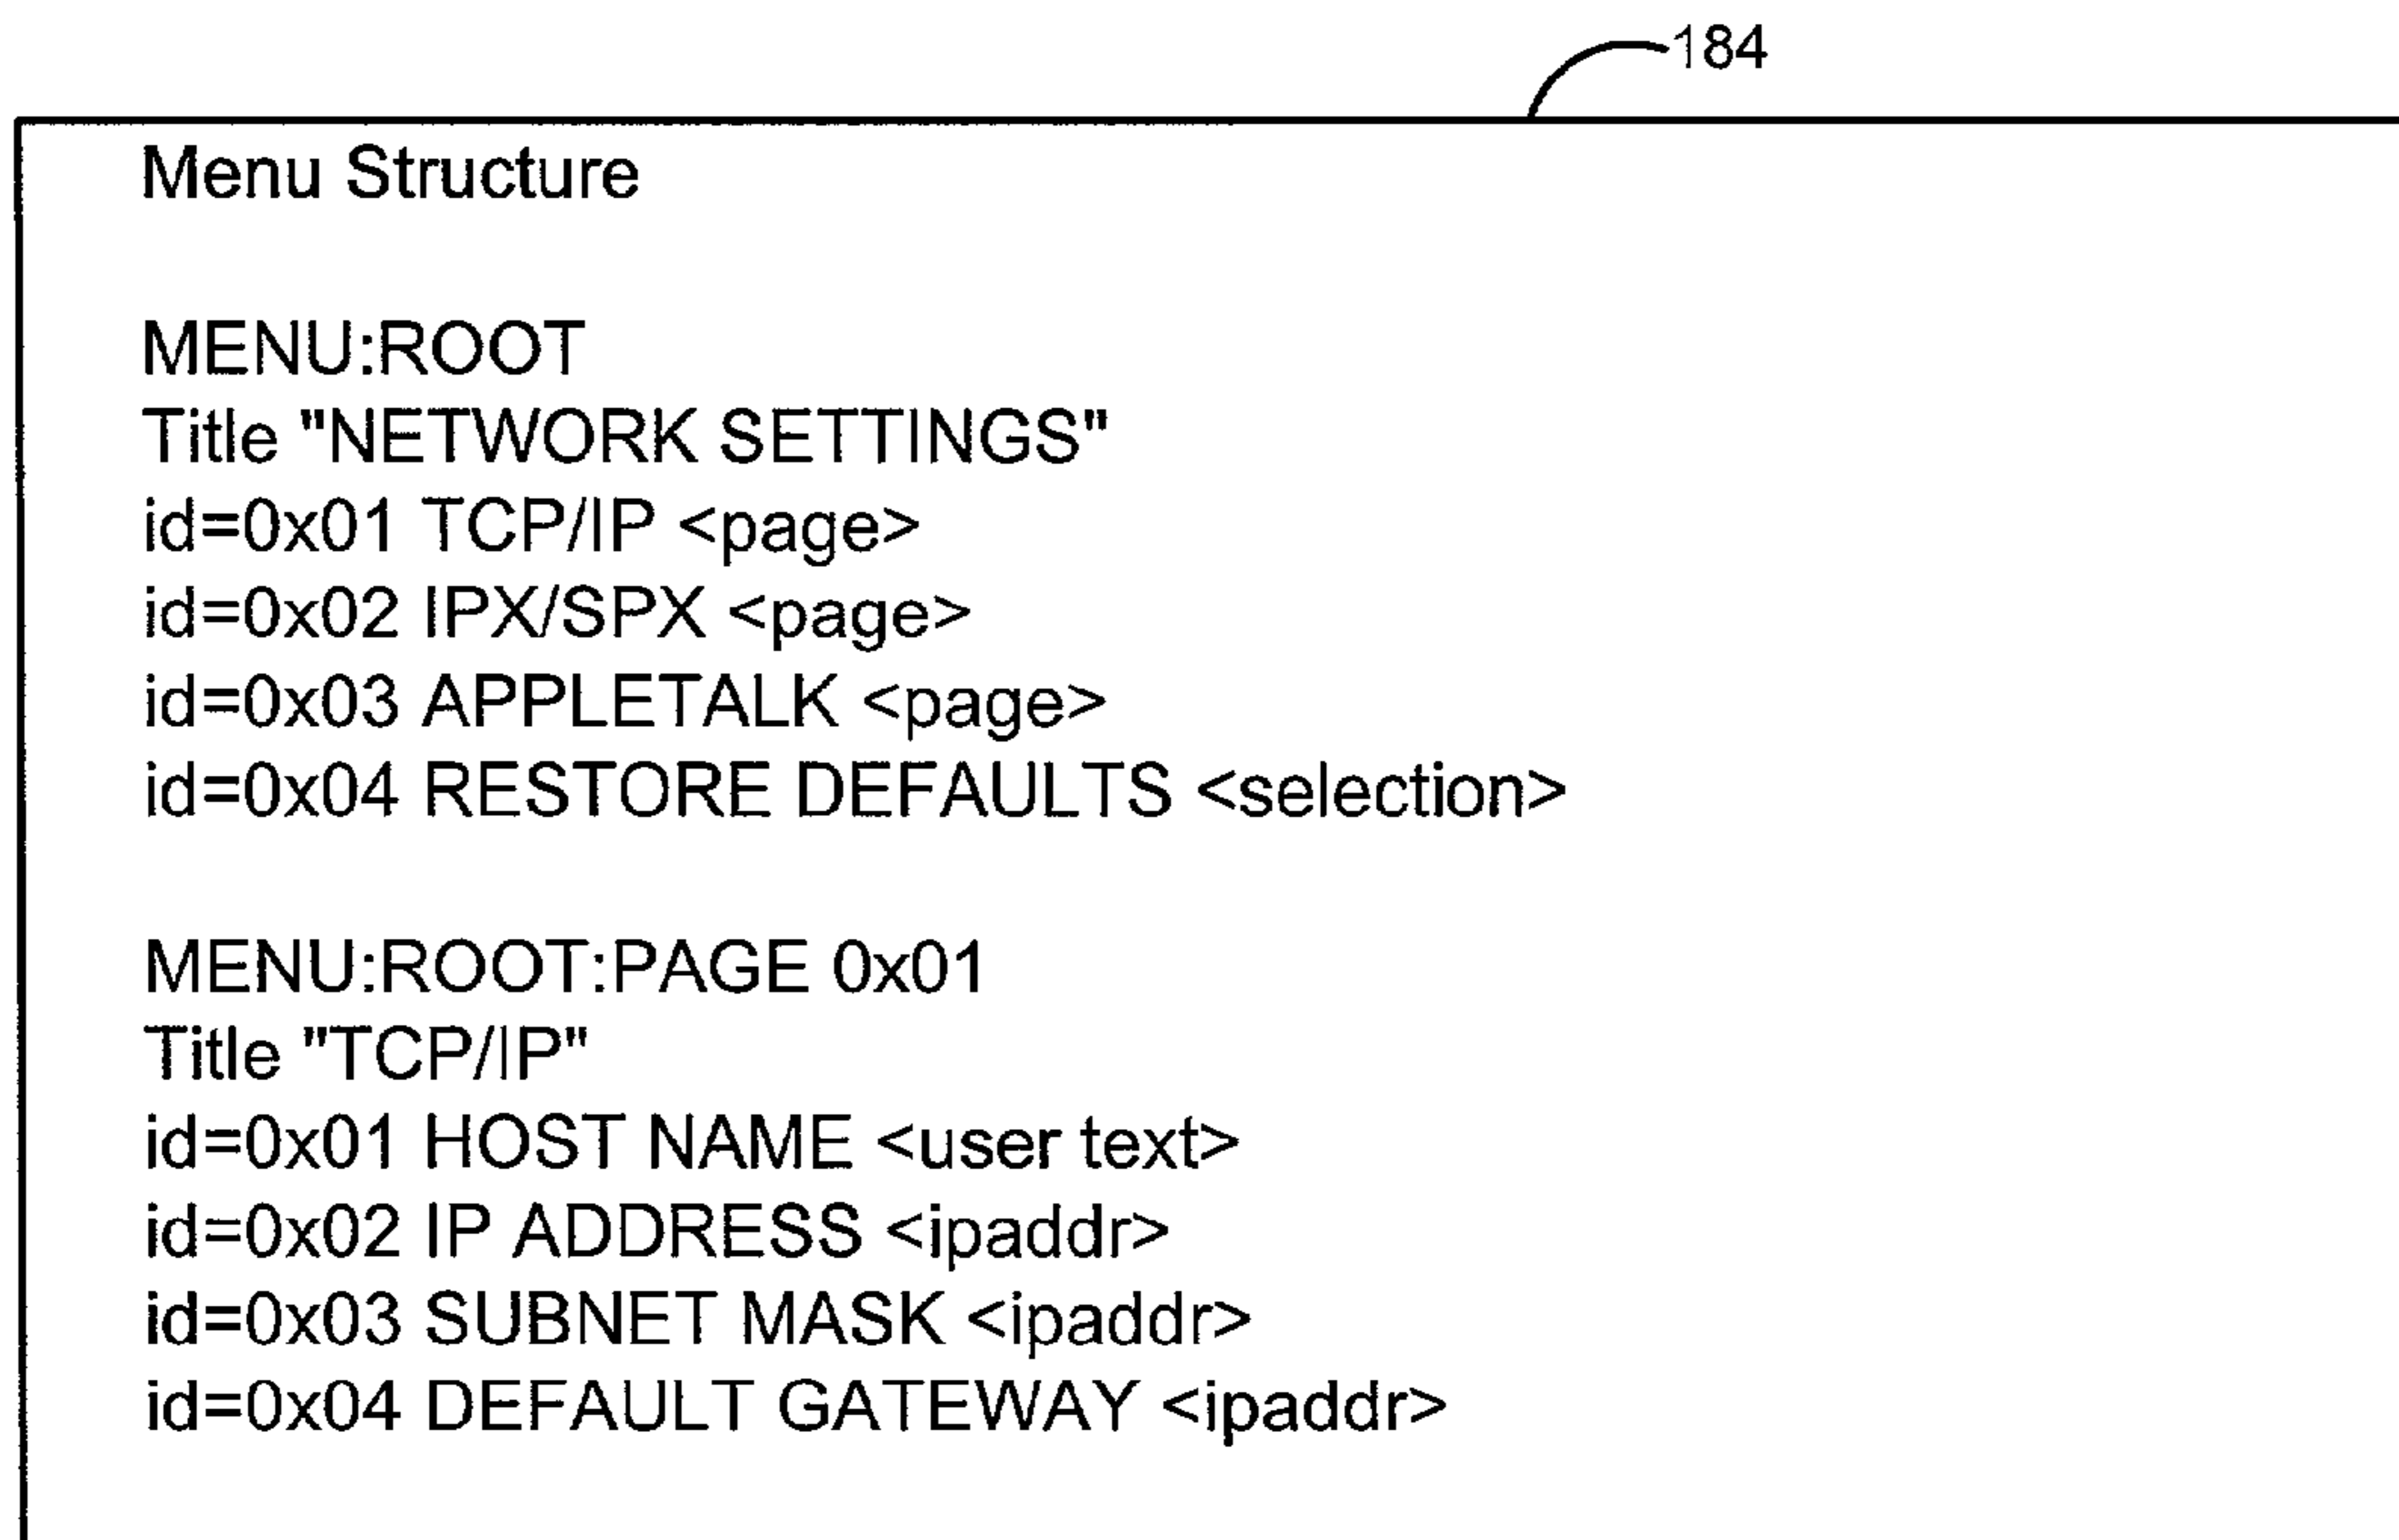 184
Menu Structure
MENU:ROOT
Title "NETWORK SETTINGS"
id=0x01 TCP/IP <page>
id=0x02 IPX/SPX <page>
id=0x03 APPLETALK <page>
id=0x04 RESTORE DEFAULTS <selection>
MENU:ROOT:PAGE 0x01
Title "TCP/IP"
id=0x01 HOST NAME <user text>
id=0x02 IP ADDRESS <ipaddr>
id=0x03 SUBNET MASK <ipaddr>
id=0x04 DEFAULT GATEWAY <ipaddr>